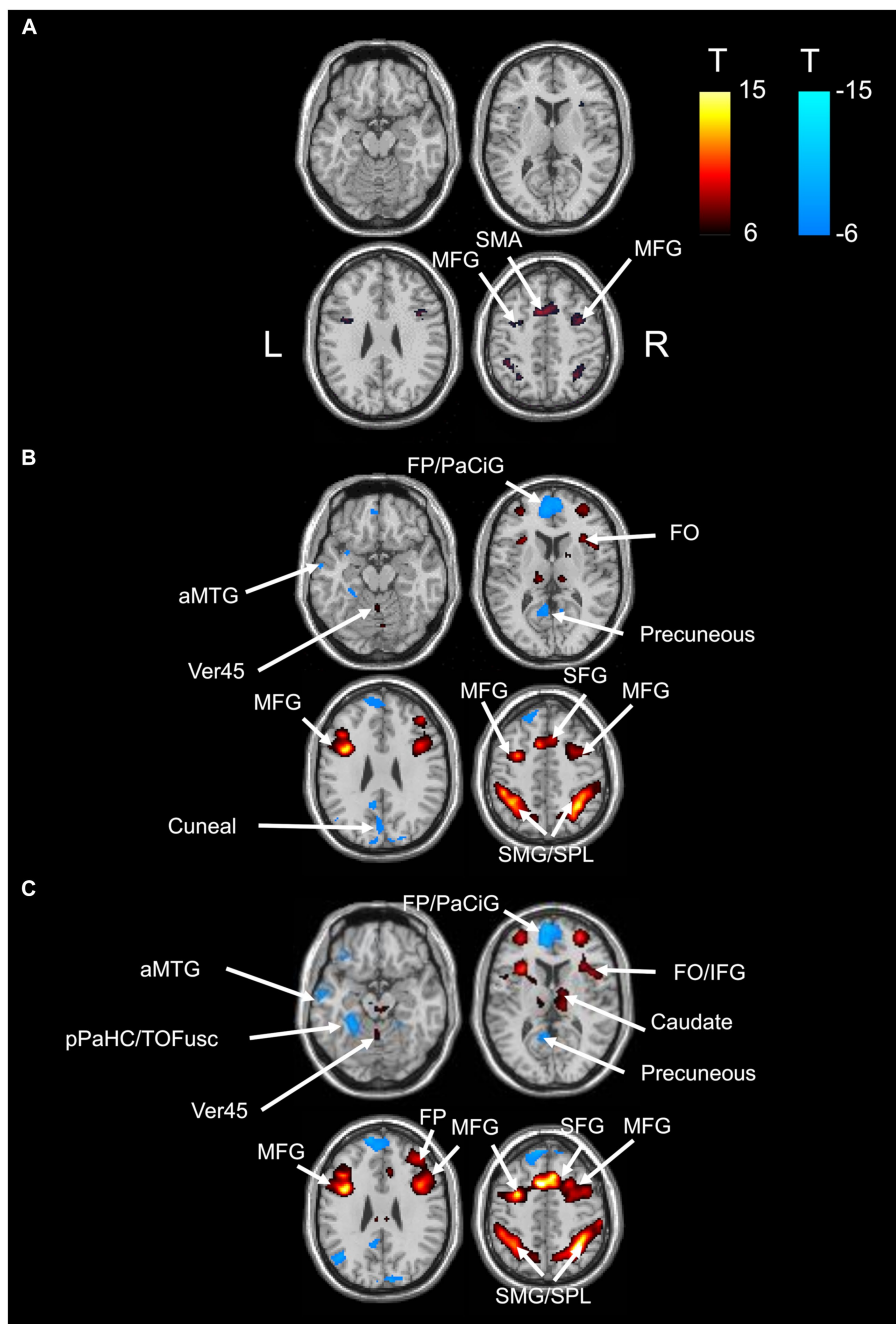 A
T T
15 -15
6 -6
SMA
MFG MFG
L R
B
FP/PaCiG
FO
aMTG
Precuneous
Ver45
SFG
MFG MFG MFG
Cuneal
SMG/SPL
C
FP/PaCiG
aMTG FO/IFG
pPaHC/TOFusc Caudate
Precuneous
Ver45
FP
MFG MFG SFG MFG
SMG/SPL